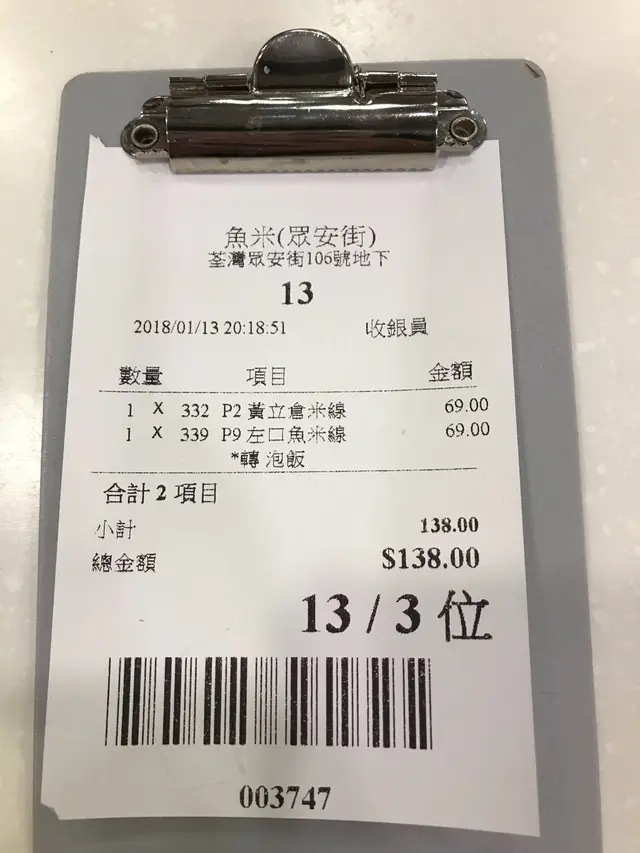 魚米(眾安街)
荃灣眾安街106號地下
13
2018/01/13 20:18:51 收銀員
數量 項目 金額
1 X 332 P2 黃立倉米線 69.00
1 X 339 P9 左口魚米線 69.00
*轉 泡飯
合計 2 項目
小計 138.00
總金額 $138.00
13 / 3 位
003747